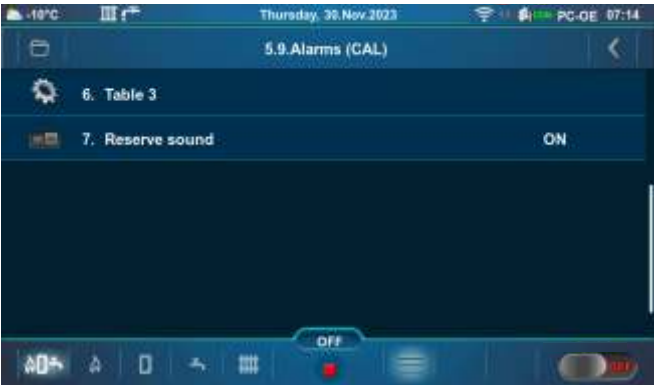 -10°C Thursday, 30.Nov.2023 PC-OE 07:14
5.9.Alarms (CAL)
6. Table 3
7. Reserve sound ON
OFF
OFF